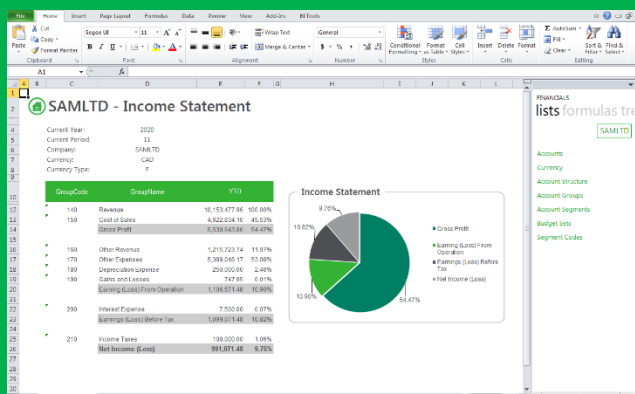 File Home Insert Page Layout Formulas Data Review View Add-Ins BI Tools
Cut
Copy
Format Painter
Paste
Segoe UI 11
Wrap Text
Merge & Center
General
Conditional Formatting
Format as Table
Cell Styles
Insert Delete Format
AutoSum
Fill
Clear
Sort & Filter
Find & Select
Clipboard Font Alignment Number Styles Cells Editing
A1 fx
SAMLTD - Income Statement
Current Year: 2020
Current Period: 11
Company: SAMLTD
Currency: CAD
Currency Type: F
GroupCode GroupName YTD
140 Revenue 10,153,477.96 100.00%
150 Cost of Sales 4,622,834.10 45.53%
Gross Profit 5,530,643.86 54.47%
160 Other Revenue 1,215,723.74 11.97%
170 Other Expenses 5,389,046.17 53.08%
180 Depreciation Expense 250,000.00 2.46%
190 Gains and Losses 747.95 0.01%
Earning (Loss) From Operation 1,106,571.48 10.90%
200 Interest Expense 7,500.00 0.07%
Earnings (Loss) Before Tax 1,099,071.48 10.82%
210 Income Taxes 108,000.00 1.06%
Net Income (Loss) 991,071.48 9.76%
Income Statement
9.76%
10.82%
10.90%
54.47%
Gross Profit
Earning (Loss) From Operation
Earnings (Loss) Before Tax
Net Income (Loss)
FINANCIALS
lists formulas tre
SAMLTD
Accounts
Currency
Account Structure
Account Groups
Account Segments
Budget Sets
Segment Codes